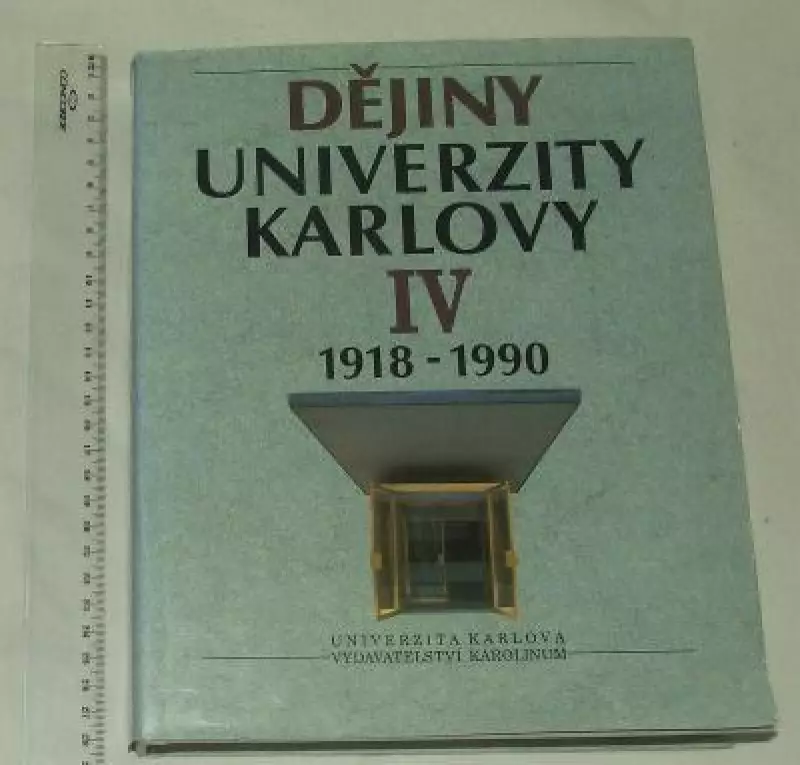 DĚJINY
UNIVERZITY
KARLOVY
IV
1918 - 1990
UNIVERZITA KARLOVA
VYDAVATELSTVÍ KAROLINUM